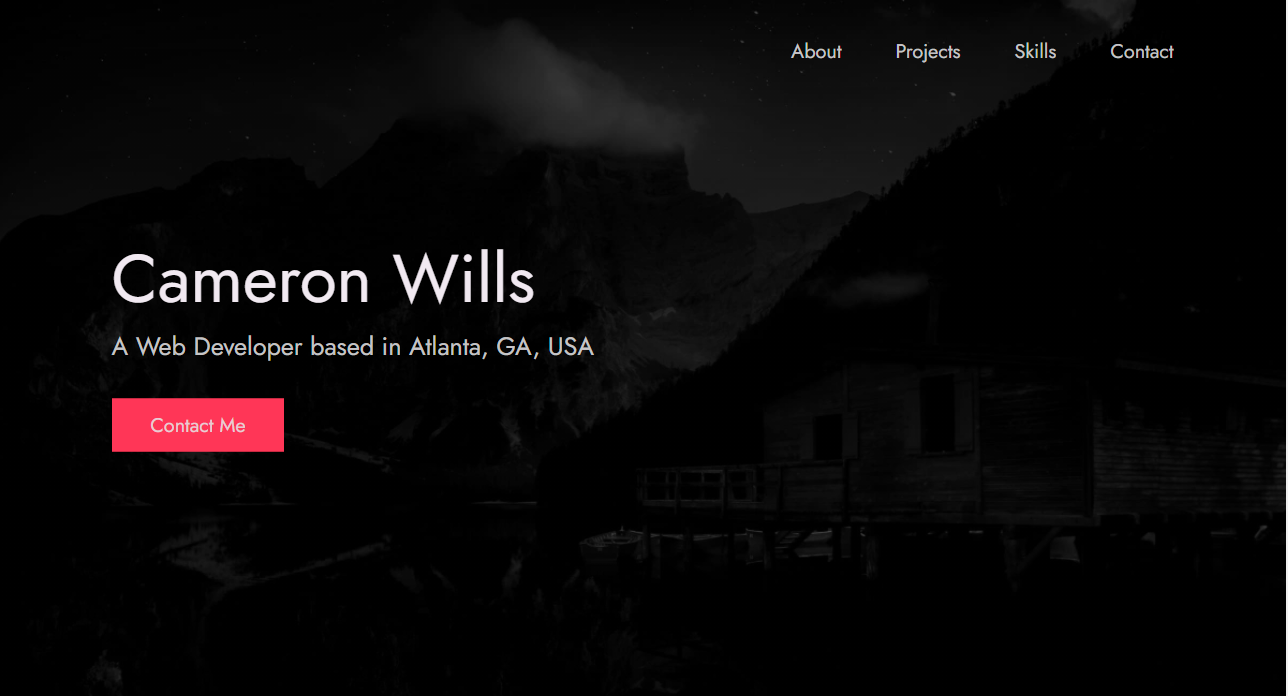 About Projects Skills Contact
Cameron Wills
A Web Developer based in Atlanta, GA, USA
Contact Me